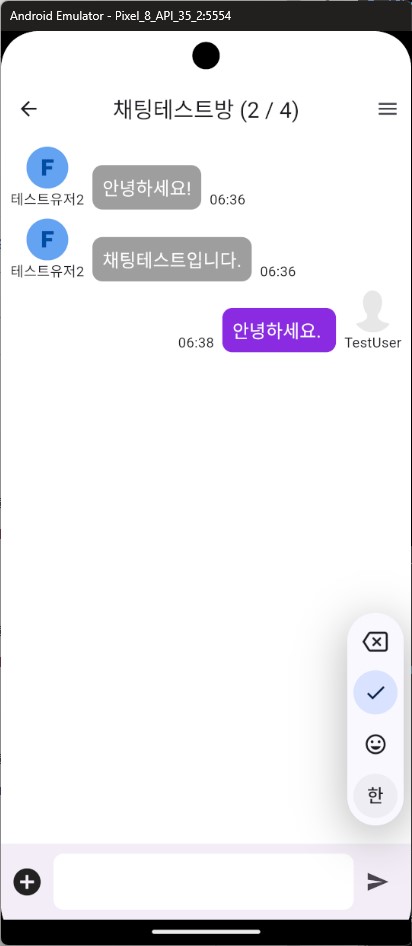 Android Emulator - Pixel_8_API_35_2:5554
채팅테스트방 (2 / 4)
F
안녕하세요!
테스트유저2
06:36
F
채팅테스트입니다.
테스트유저2
06:36
06:38
안녕하세요.
TestUser
한